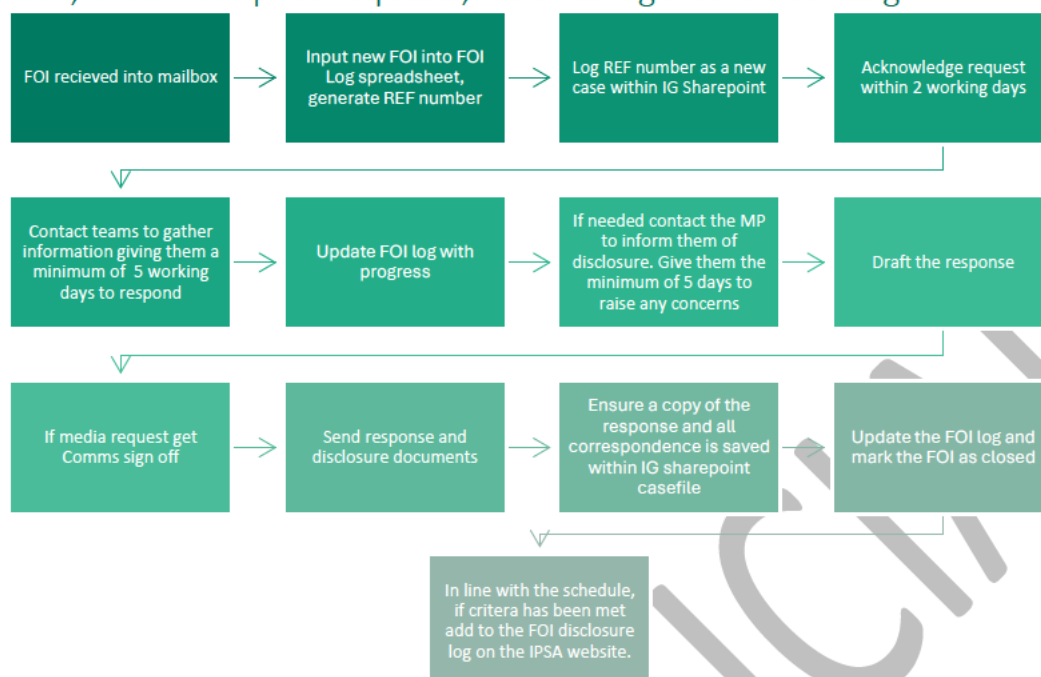 FOI recieved into mailbox
Input new FOI into FOI
Log spreadsheet,
generate REF number
Log REF number as a new
case within IG Sharepoint
Acknowledge request
within 2 working days
Contact teams to gather
information giving them a
minimum of 5 working
days to respond
Update FOI log with
progress
If needed contact the MP
to inform them of
disclosure. Give them the
minimum of 5 days to
raise any concerns
Draft the response
If media request get
Comms sign off
Send response and
disclosure documents
Ensure a copy of the
response and all
correspondence is saved
within IG sharepoint
casefile
Update the FOI log and
mark the FOI as closed
In line with the schedule,
if critera has been met
add to the FOI disclosure
log on the IPSA website.